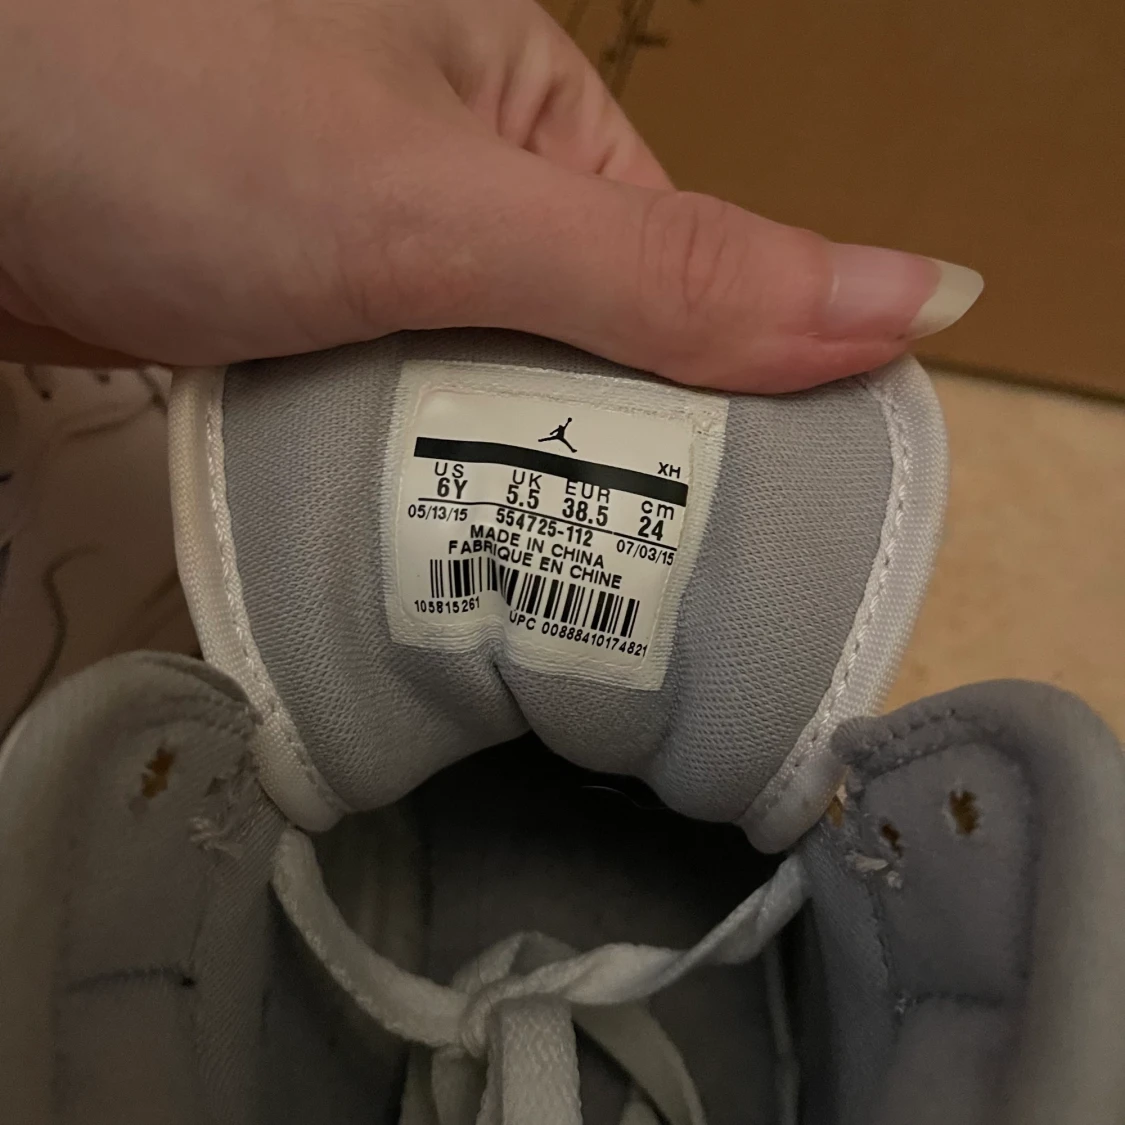 XH
US UK EUR cm
6Y 5.5 38.5 24
05/13/15 554725-112 07/03/15
MADE IN CHINA
FABRIQUE EN CHINE
105815261
UPC 00888410174821